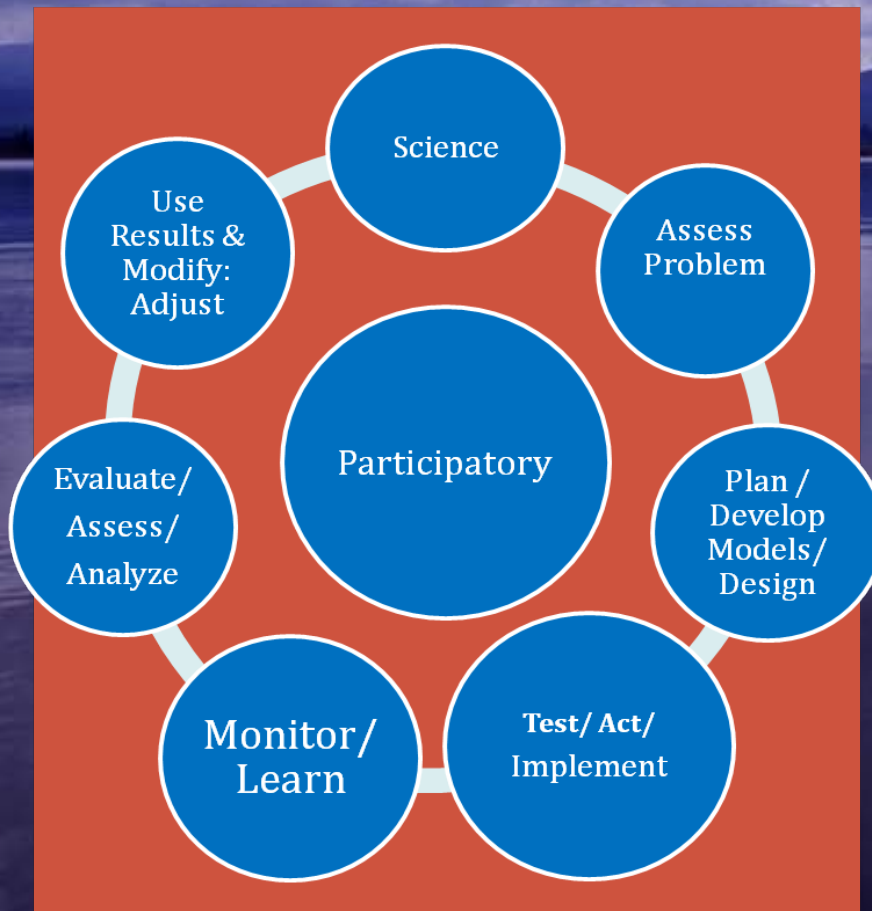 Science
Assess
Problem
Plan /
Develop
Models/
Design
Test/ Act/
Implement
Monitor/
Learn
Evaluate/
Assess/
Analyze
Use
Results &
Modify:
Adjust
Participatory